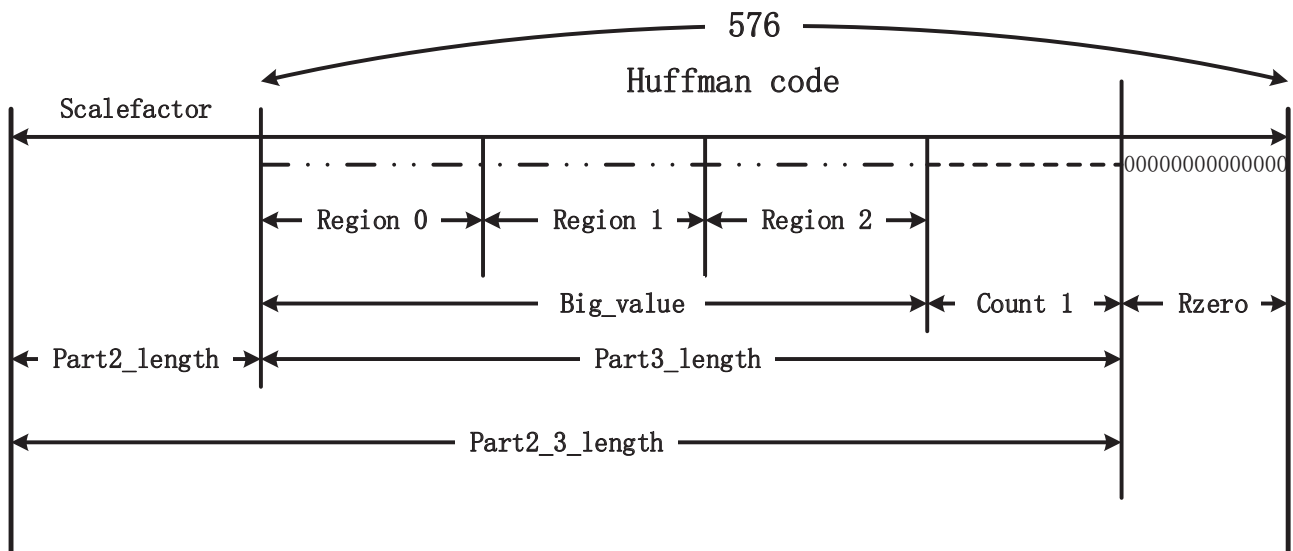 576
Huffman code
Scalefactor
00000000000000
Region 0 Region 1 Region 2
Big_value Count 1 Rzero
Part2_length Part3_length
Part2_3_length